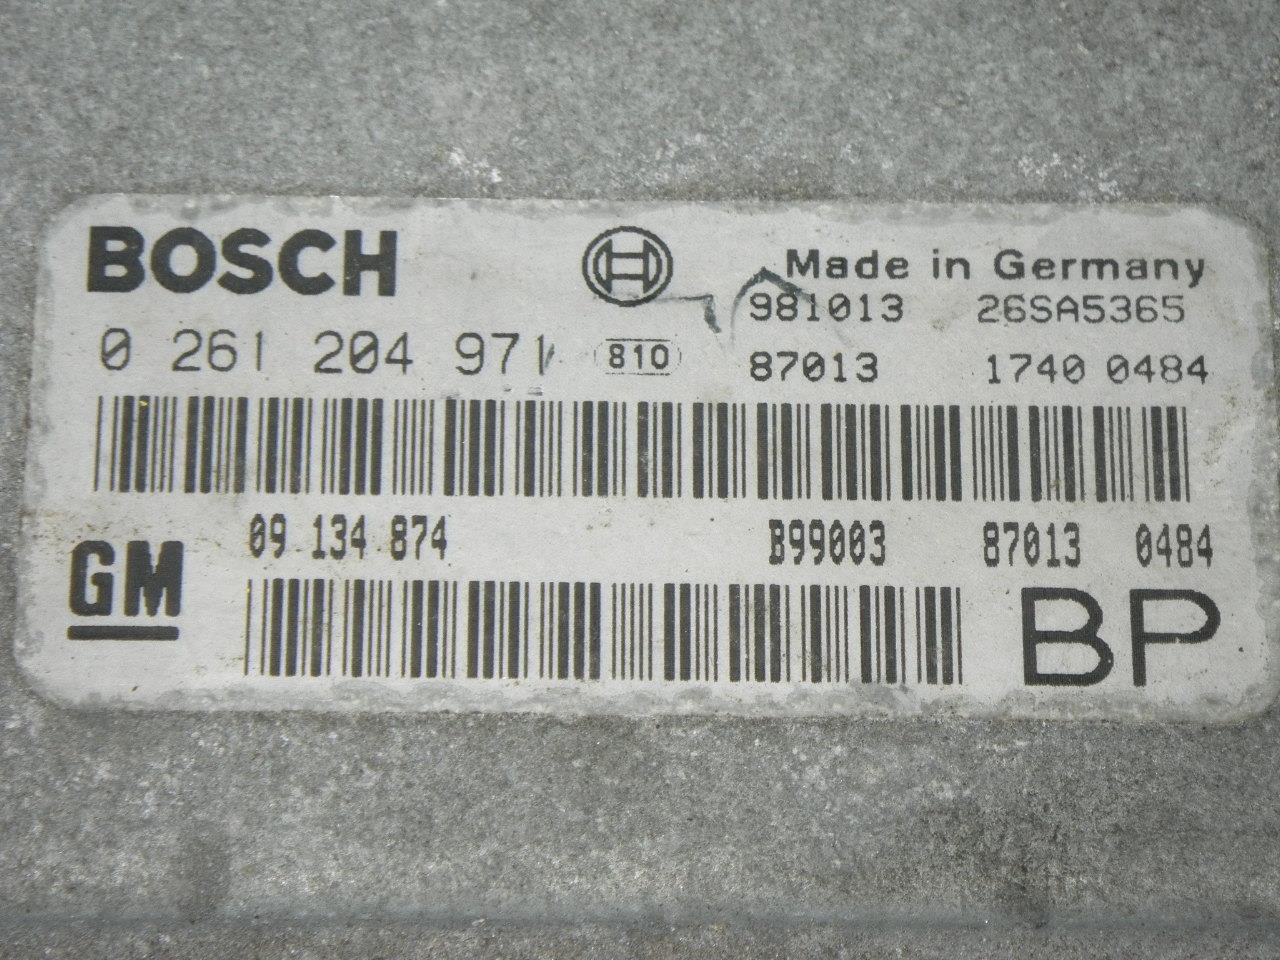 BOSCH
Made in Germany
981013 26SA5365
0 261 204 971 810 87013 1740 0484
09 134 874 B99003 87013 0484
GM
BP